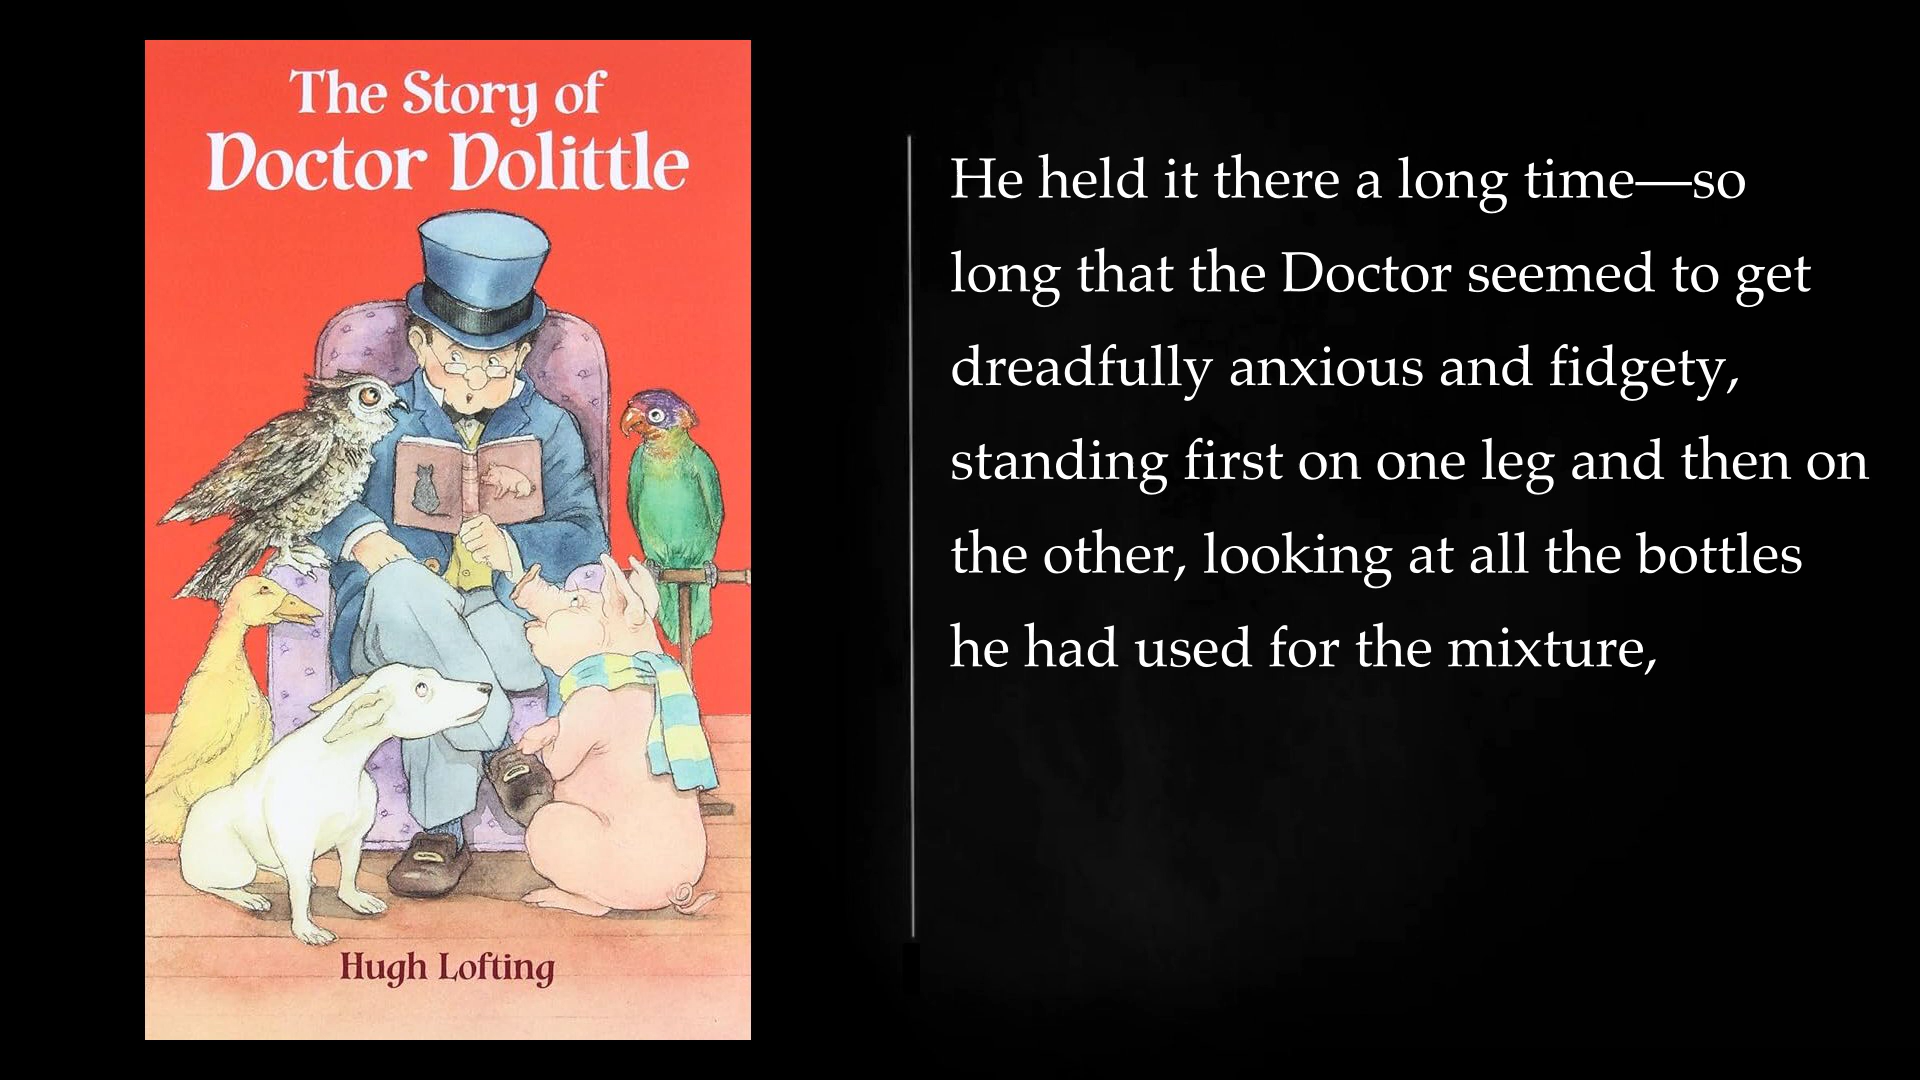 The Story of
Doctor Dolittle
Hugh Lofting
He held it there a long time—so
long that the Doctor seemed to get
dreadfully anxious and fidgety,
standing first on one leg and then on
the other, looking at all the bottles
he had used for the mixture,